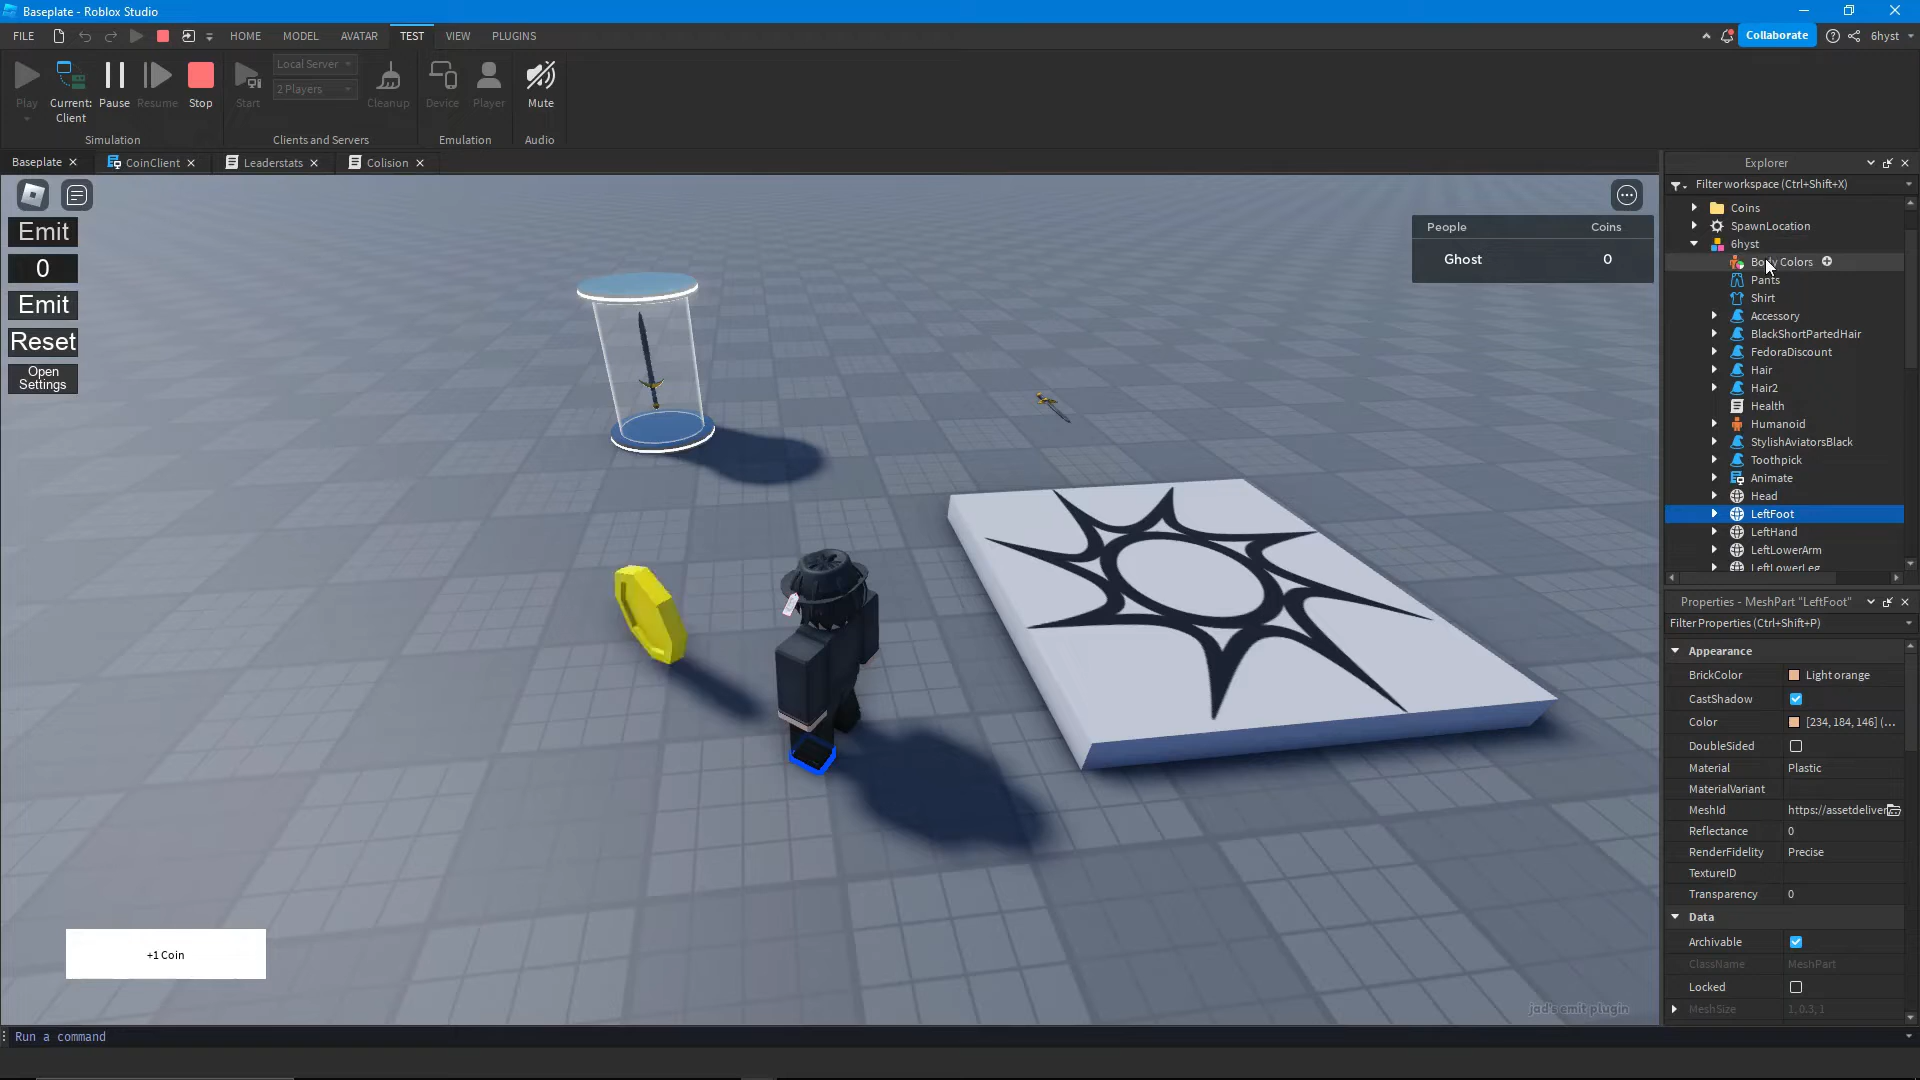 Baseplate - Roblox Studio
FILE
HOME
MODEL
AVATAR
TEST
VIEW
PLUGINS
Collaborate
6hyst
Play
Current:
Client
Pause
Resume
Stop
Start
Local Server
2 Players
Cleanup
Device
Player
Mute
Simulation
Clients and Servers
Emulation
Audio
Baseplate
CoinClient
Leaderstats
Colision
Emit
0
Emit
Reset
Open
Settings
People Coins
Ghost 0
+1 Coin
jad's emit plugin
Run a command
Explorer
Filter workspace (Ctrl+Shift+X)
Coins
SpawnLocation
6hyst
Body Colors
Pants
Shirt
Accessory
BlackShortPartedHair
FedoraDiscount
Hair
Hair2
Health
Humanoid
StylishAviatorsBlack
Toothpick
Animate
Head
LeftFoot
LeftHand
LeftLowerArm
LeftLowerLeg
Properties - MeshPart "LeftFoot"
Filter Properties (Ctrl+Shift+P)
Appearance
BrickColor Light orange
CastShadow
Color [234, 184, 146] (...
DoubleSided
Material Plastic
MaterialVariant
MeshId https://assetdeliver
Reflectance 0
RenderFidelity Precise
TextureID
Transparency 0
Data
Archivable
ClassName MeshPart
Locked
MeshSize 1, 0.3, 1